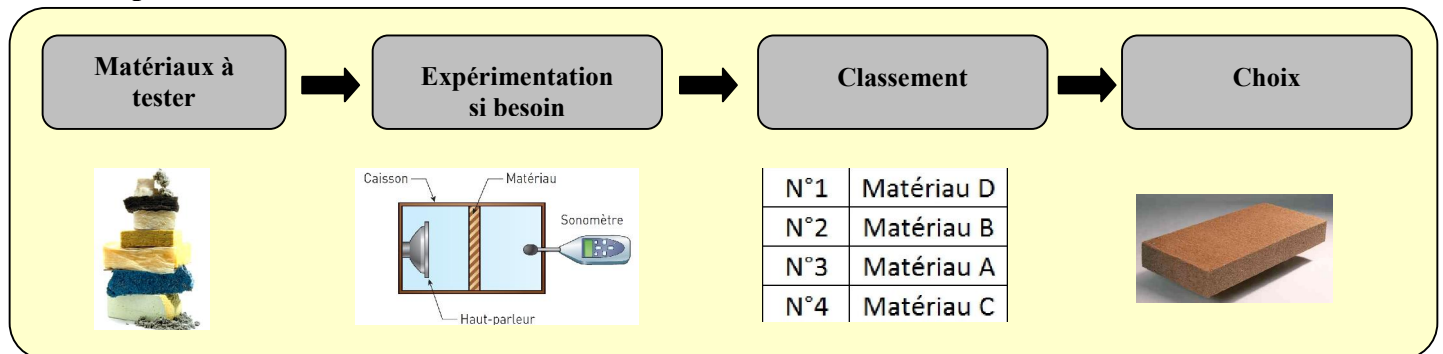 Matériaux à
tester
Expérimentation
si besoin
Classement
Choix
Caisson
Matériau
Sonomètre
Haut-parleur
N°1 Matériau D
N°2 Matériau B
N°3 Matériau A
N°4 Matériau C